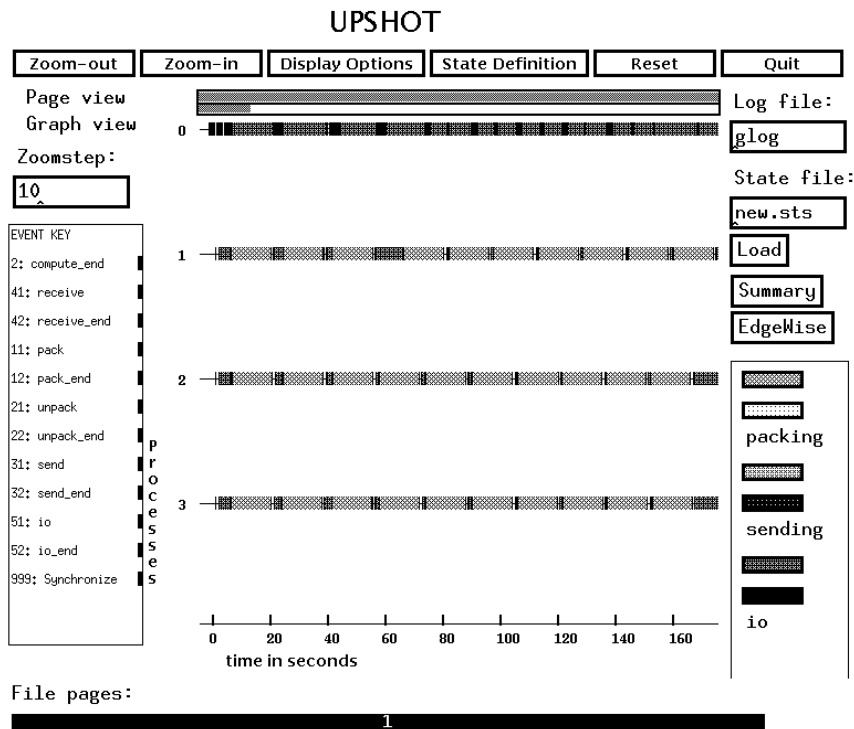 UPSHOT
Zoom-out Zoom-in Display Options State Definition Reset Quit
Page view
Graph view
Zoomstep:
10
Log file:
glog
State file:
new.sts
Load
Summary
EdgeWise
EVENT KEY
2: compute_end
41: receive
42: receive_end
11: pack
12: pack_end
21: unpack
22: unpack_end
31: send
32: send_end
51: io
52: io_end
999: Synchronize
Processes
0
1
2
3
0 20 40 60 80 100 120 140 160
time in seconds
packing
sending
io
File pages:
1